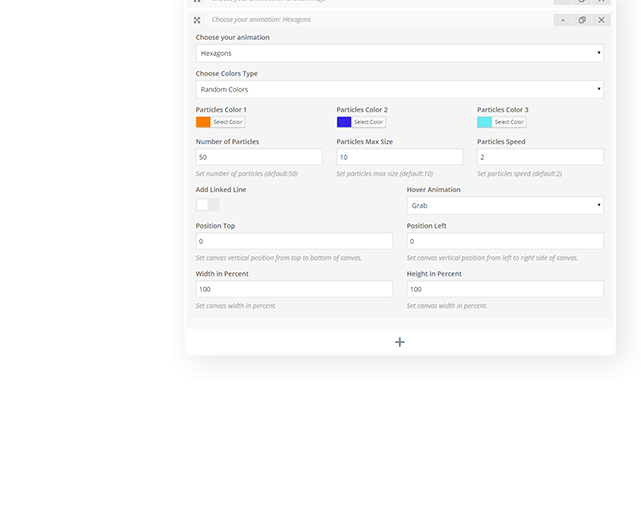 Choose your animation: Hexagons
Choose your animation
Hexagons
Choose Colors Type
Random Colors
Particles Color 1 Particles Color 2 Particles Color 3
Select Color Select Color Select Color
Number of Particles Particles Max Size Particles Speed
50 10 2
Set number of particles (default:50) Set particles max size (default:10) Set particles speed (default:2)
Add Linked Line Hover Animation
Grab
Position Top Position Left
0 0
Set canvas vertical position from top to bottom of canvas. Set canvas vertical position from left to right side of canvas.
Width in Percent Height in Percent
100 100
Set canvas width in percent. Set canvas width in percent.